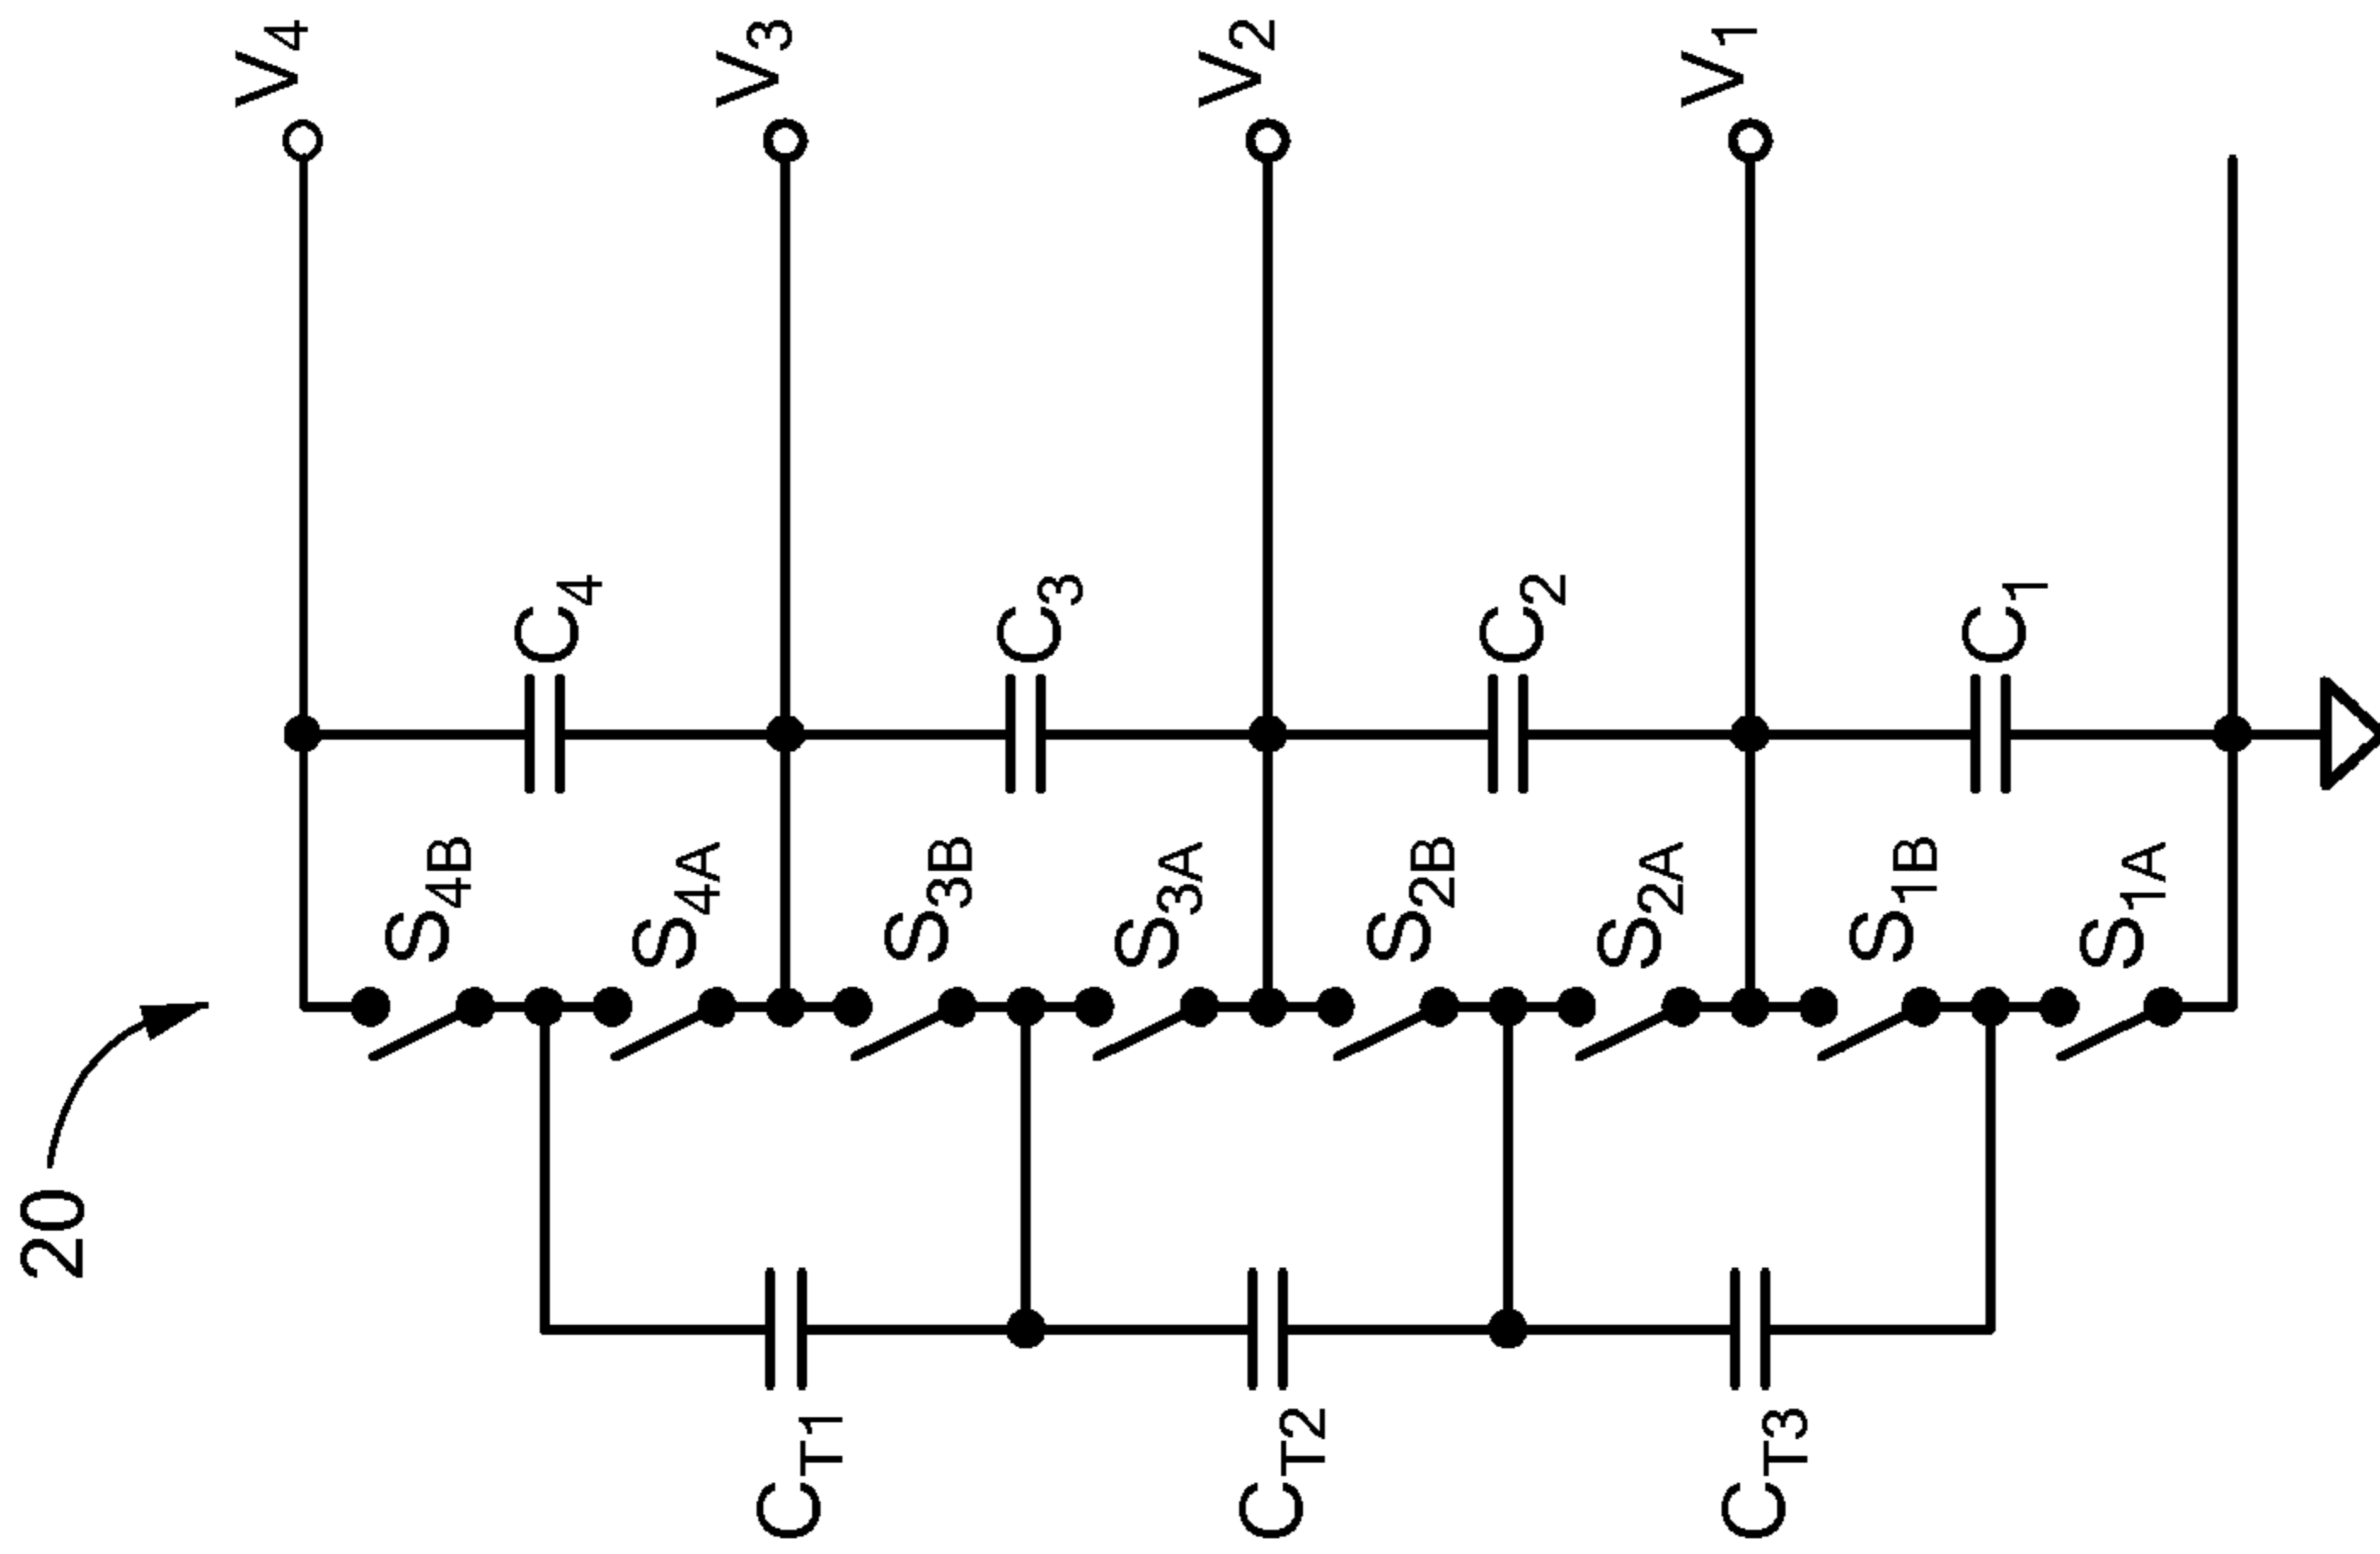 20
V4
V3
V2
V1
C4
C3
C2
C1
S4B
S4A
S3B
S3A
S2B
S2A
S1B
S1A
CT1
CT2
CT3